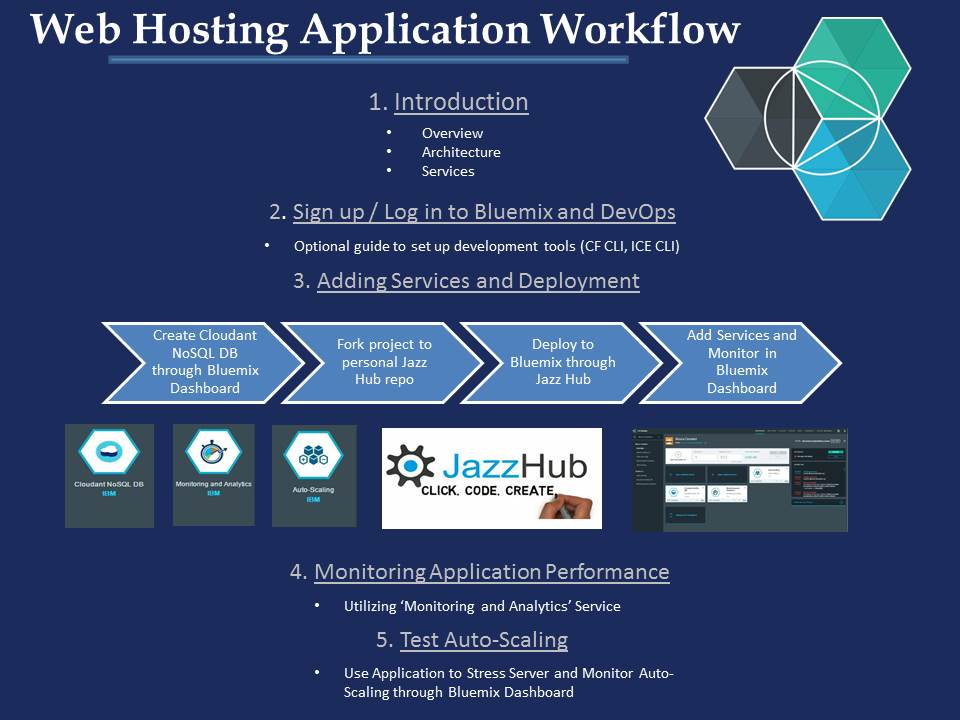 Web Hosting Application Workflow
1. Introduction
• Overview
• Architecture
• Services
2. Sign up / Log in to Bluemix and DevOps
• Optional guide to set up development tools (CF CLI, ICE CLI)
3. Adding Services and Deployment
Create Cloudant
NoSQL DB
through Bluemix
Dashboard
Fork project to
personal Jazz
Hub repo
Deploy to
Bluemix through
Jazz Hub
Add Services and
Monitor in
Bluemix
Dashboard
Cloudant NoSQL DB
IBM
Monitoring and Analytics
IBM
Auto-Scaling
IBM
JazzHub
CLICK. CODE. CREATE.
4. Monitoring Application Performance
• Utilizing ‘Monitoring and Analytics’ Service
5. Test Auto-Scaling
• Use Application to Stress Server and Monitor Auto-
Scaling through Bluemix Dashboard